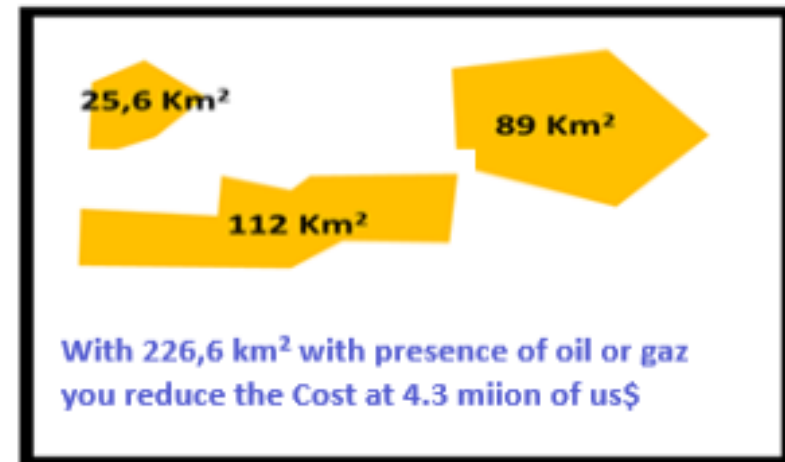 25,6 Km²
89 Km²
112 Km²
With 226,6 km² with presence of oil or gaz
you reduce the Cost at 4.3 miion of us$